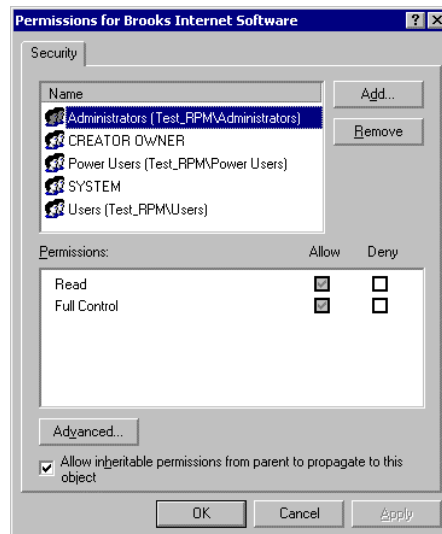 Permissions for Brooks Internet Software
Security
Name
Administrators (Test_RPM\Administrators)
CREATOR OWNER
Power Users (Test_RPM\Power Users)
SYSTEM
Users (Test_RPM\Users)
Add...
Remove
Permissions: Allow Deny
Read
Full Control
Advanced...
Allow inheritable permissions from parent to propagate to this
object
OK Cancel Apply